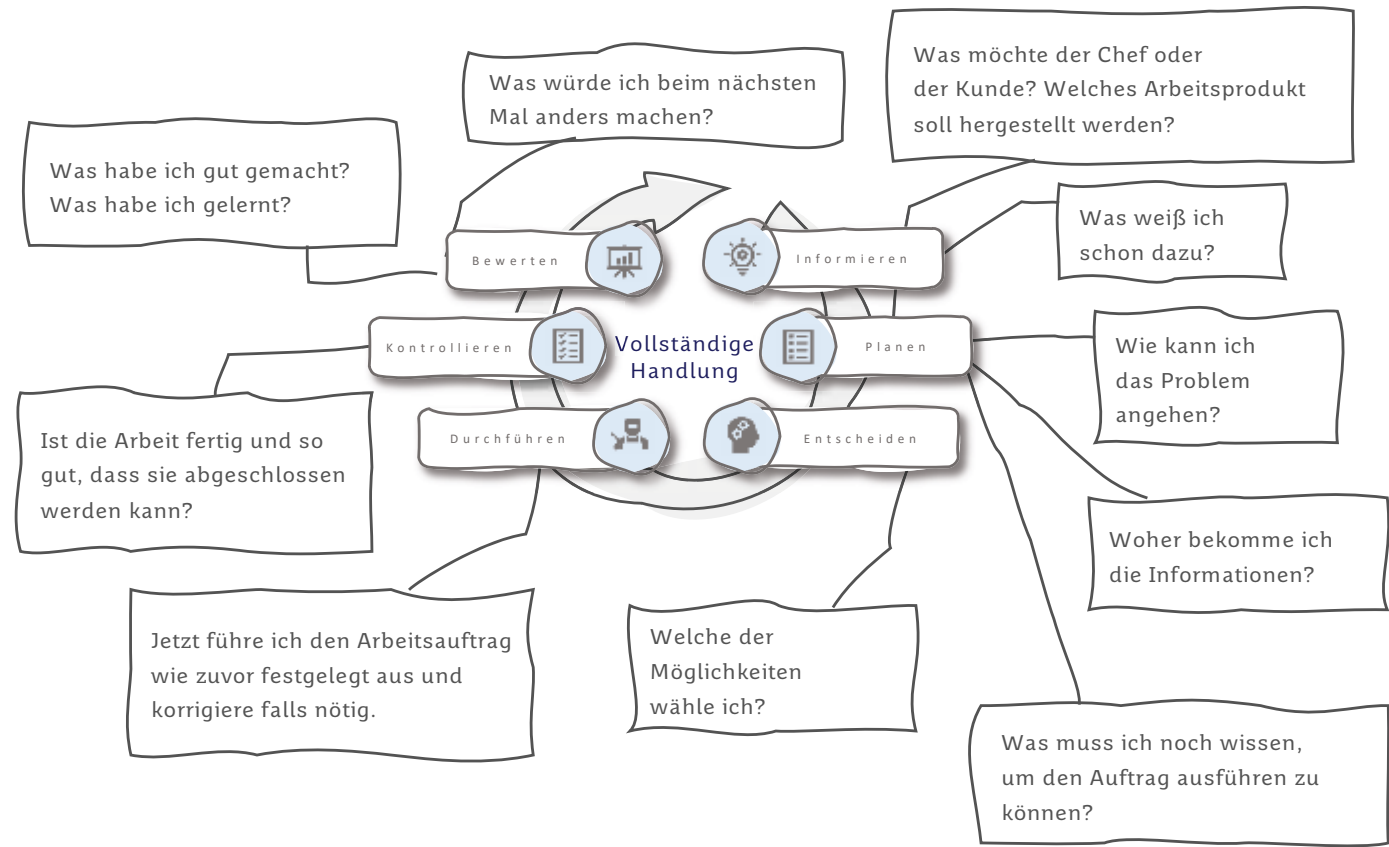 Was würde ich beim nächsten
Mal anders machen?
Was möchte der Chef oder
der Kunde? Welches Arbeitsprodukt
soll hergestellt werden?
Was habe ich gut gemacht?
Was habe ich gelernt?
Was weiß ich
schon dazu?
Bewerten
Informieren
Kontrollieren
Vollständige
Handlung
Planen
Wie kann ich
das Problem
angehen?
Durchführen
Entscheiden
Ist die Arbeit fertig und so
gut, dass sie abgeschlossen
werden kann?
Woher bekomme ich
die Informationen?
Jetzt führe ich den Arbeitsauftrag
wie zuvor festgelegt aus und
korrigiere falls nötig.
Welche der
Möglichkeiten
wähle ich?
Was muss ich noch wissen,
um den Auftrag ausführen zu
können?